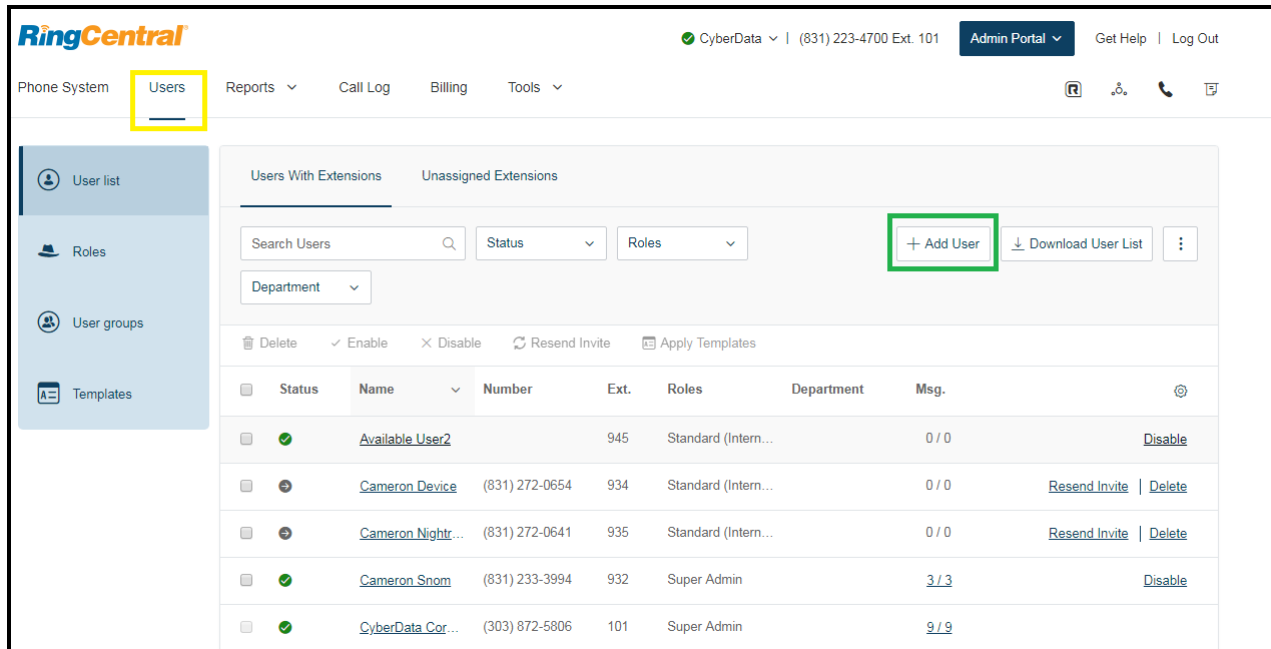 RingCentral
CyberData | (831) 223-4700 Ext. 101 Admin Portal Get Help | Log Out
Phone System Users Reports Call Log Billing Tools
User list
Roles
User groups
Templates
Users With Extensions Unassigned Extensions
Search Users Status Roles + Add User Download User List
Department
Delete Enable Disable Resend Invite Apply Templates
Status Name Number Ext. Roles Department Msg.
Available User2 945 Standard (Intern... 0 / 0 Disable
Cameron Device (831) 272-0654 934 Standard (Intern... 0 / 0 Resend Invite | Delete
Cameron Nightr... (831) 272-0641 935 Standard (Intern... 0 / 0 Resend Invite | Delete
Cameron Snom (831) 233-3994 932 Super Admin 3 / 3 Disable
CyberData Cor... (303) 872-5806 101 Super Admin 9 / 9